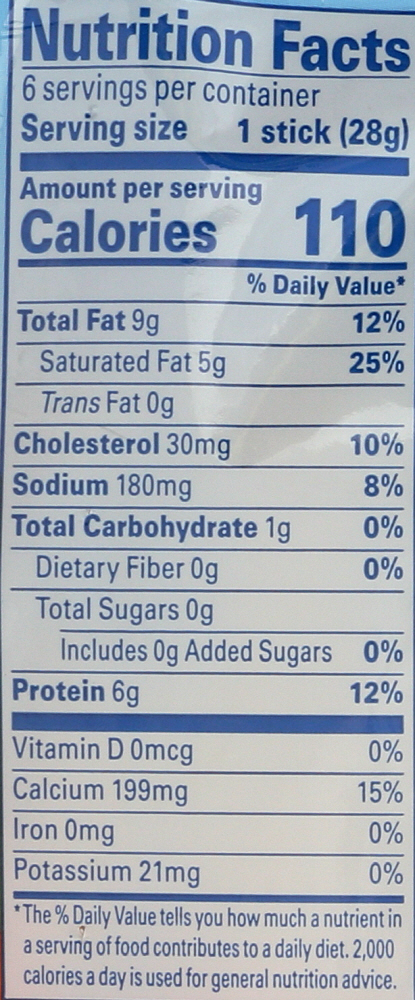 Nutrition Facts
6 servings per container
Serving size 1 stick (28g)
Amount per serving
Calories 110
% Daily Value*
Total Fat 9g 12%
Saturated Fat 5g 25%
Trans Fat 0g
Cholesterol 30mg 10%
Sodium 180mg 8%
Total Carbohydrate 1g 0%
Dietary Fiber 0g 0%
Total Sugars 0g
Includes 0g Added Sugars 0%
Protein 6g 12%
Vitamin D 0mcg 0%
Calcium 199mg 15%
Iron 0mg 0%
Potassium 21mg 0%
*The % Daily Value tells you how much a nutrient in
a serving of food contributes to a daily diet. 2,000
calories a day is used for general nutrition advice.